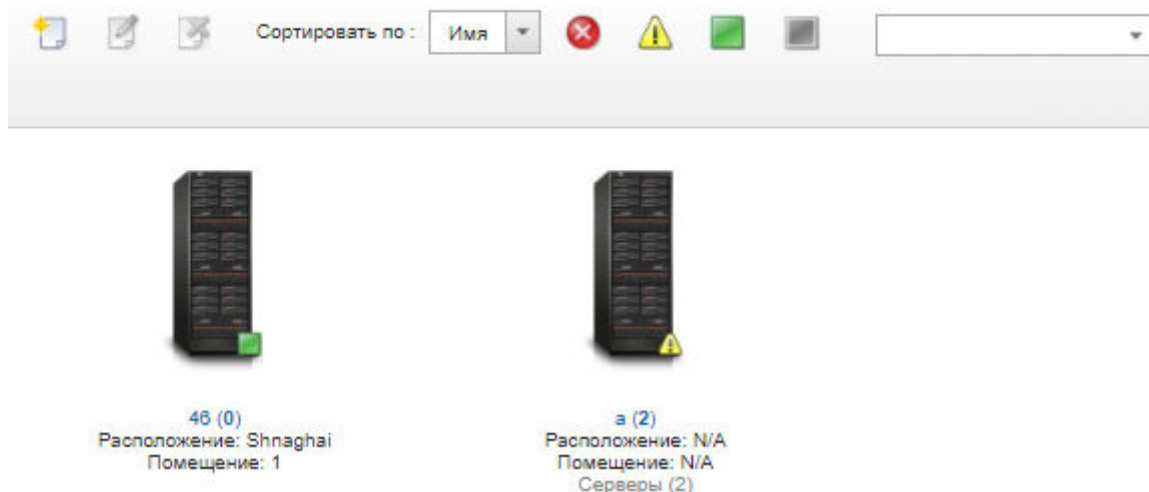 Сортировать по : Имя
46 (0)
Расположение: Shnaghai
Помещение: 1
a (2)
Расположение: N/A
Помещение: N/A
Серверы (2)